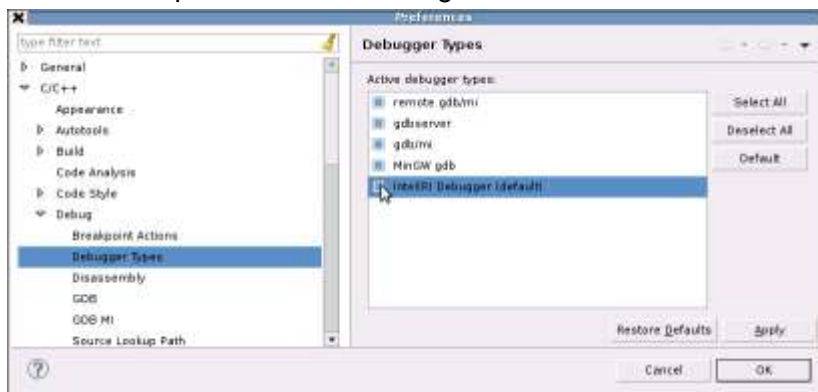 Preferences
type filter text
General
C/C++
Appearance
Autotools
Build
Code Analysis
Code Style
Debug
Breakpoint Actions
Debugger Types
Disassembly
GDB
GDB MI
Source Lookup Path
Debugger Types
Active debugger types:
remote gdb/mi
gdbserver
gdb/mi
MinGW gdb
Intel(R) Debugger (default)
Select All
Deselect All
Default
Restore Defaults
Apply
Cancel
OK